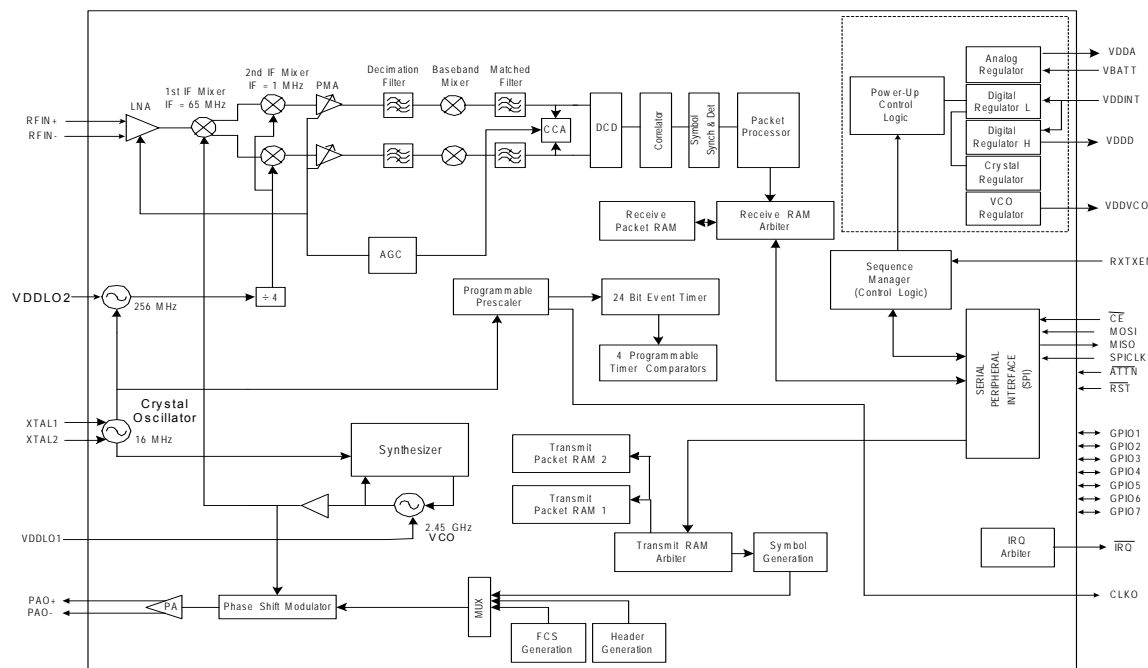 RFIN+
RFIN-
LNA
1st IF Mixer
IF = 65 MHz
2nd IF Mixer
IF = 1 MHz
PMA
Decimation
Filter
Baseband
Mixer
Matched
Filter
CCA
DCD
Correlator
Symbol
Synch & Det
Packet
Processor
Power-Up
Control
Logic
Analog
Regulator
Digital
Regulator L
Digital
Regulator H
Crystal
Regulator
VCO
Regulator
VDDA
VBATT
VDDINT
VDDD
VDDVCO
AGC
Receive
Packet RAM
Receive RAM
Arbiter
Sequence
Manager
(Control Logic)
VDDLO2
256 MHz
÷ 4
Programmable
Prescaler
24 Bit Event Timer
4 Programmable
Timer Comparators
SERIAL
PERIPHERAL
INTERFACE
(SPI)
CE
MOSI
MISO
SPICLK
ATTN
RST
XTAL1
XTAL2
Crystal
Oscillator
16 MHz
Synthesizer
2.45 GHz
VCO
VDDLO1
Transmit
Packet RAM 2
Transmit
Packet RAM 1
Transmit RAM
Arbiter
Symbol
Generation
GPIO1
GPIO2
GPIO3
GPIO4
GPIO5
GPIO6
GPIO7
IRQ
Arbiter
IRQ
CLKO
PAO+
PAO-
PA
Phase Shift Modulator
MUX
FCS
Generation
Header
Generation